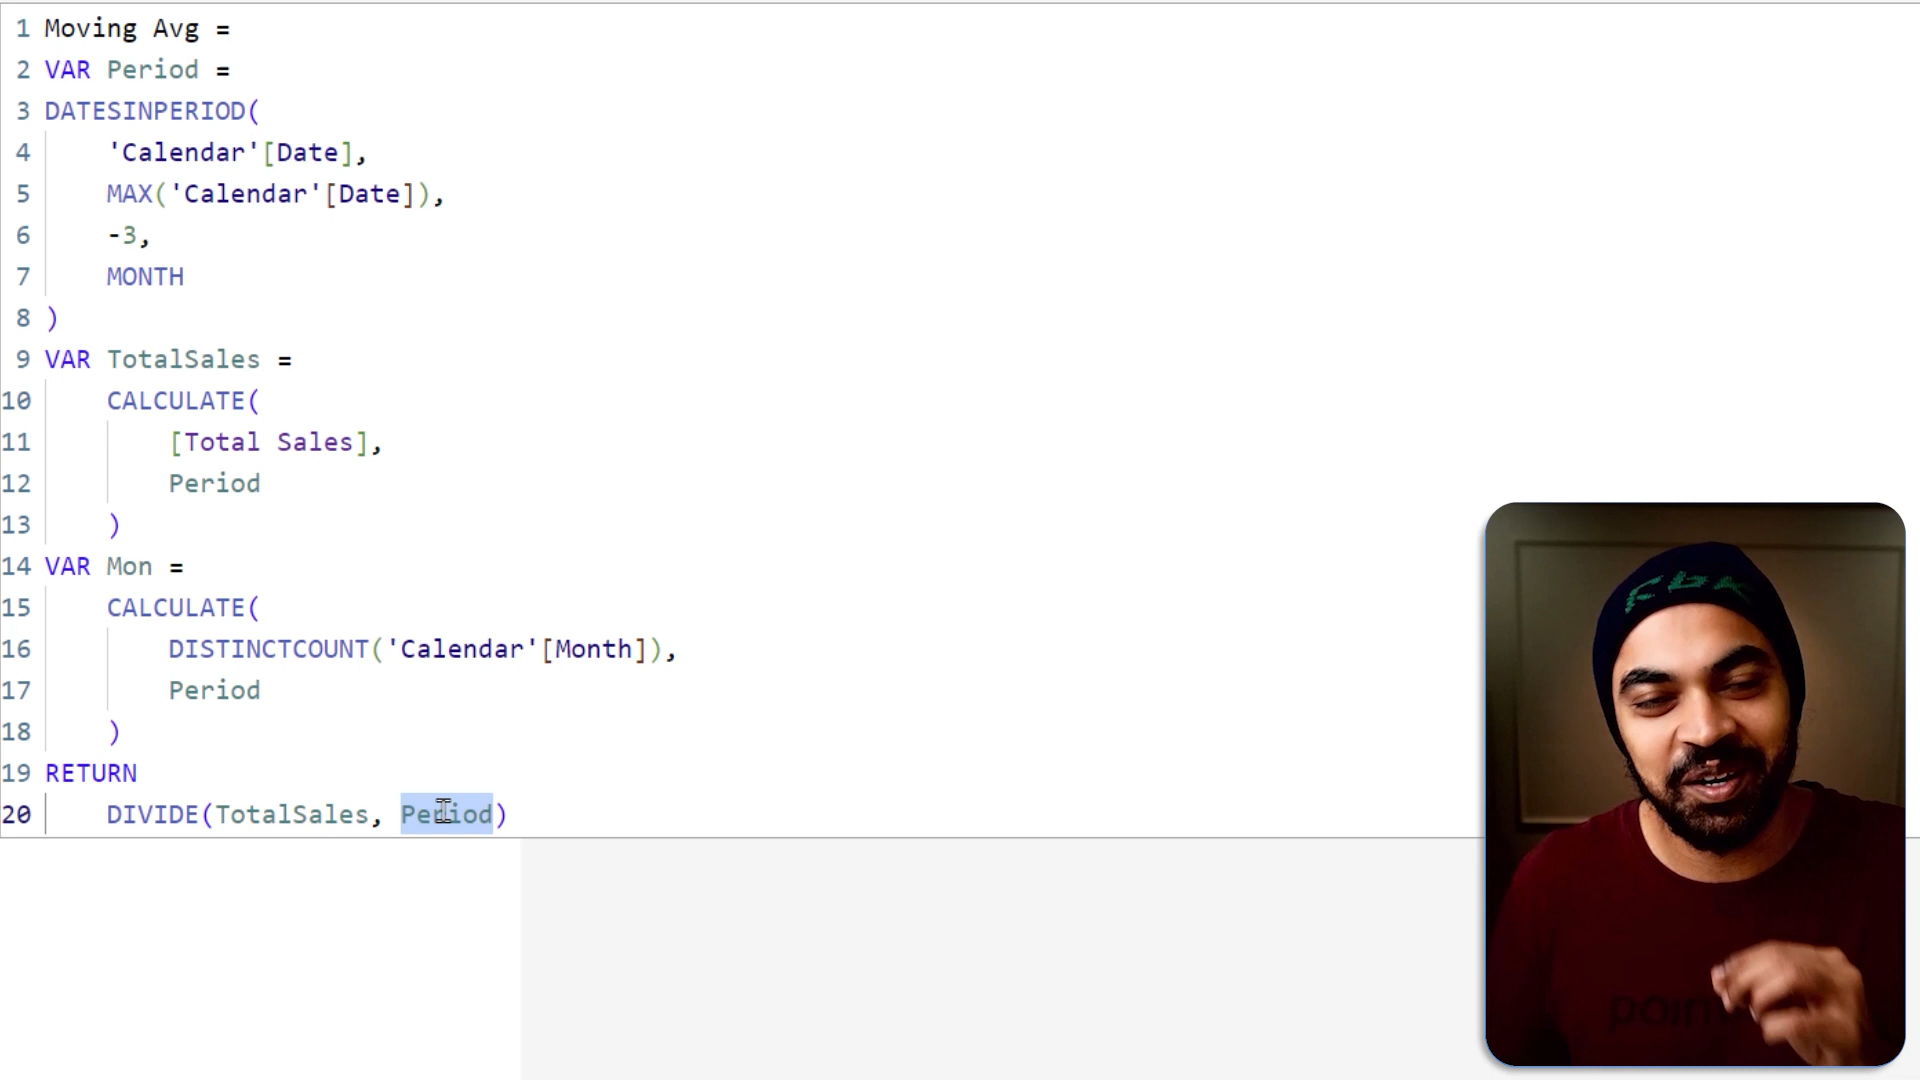 1 Moving Avg =
2 VAR Period =
3 DATESINPERIOD(
4 'Calendar'[Date],
5 MAX('Calendar'[Date]),
6 -3,
7 MONTH
8 )
9 VAR TotalSales =
10 CALCULATE(
11 [Total Sales],
12 Period
13 )
14 VAR Mon =
15 CALCULATE(
16 DISTINCTCOUNT('Calendar'[Month]),
17 Period
18 )
19 RETURN
20 DIVIDE(TotalSales, Period)